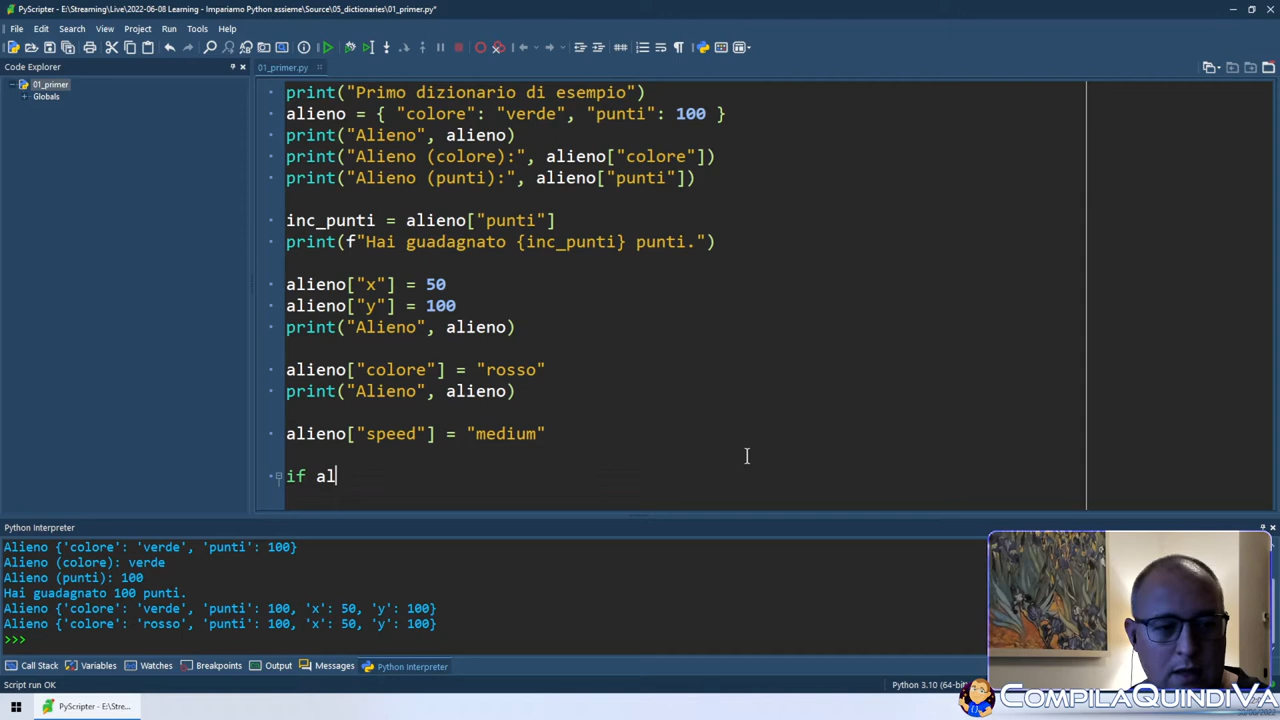 PyScripter - E:\Streaming\Live\2022-06-08 Learning - Impariamo Python assieme\Source\05_dictionaries\01_primer.py*
File Edit Search View Project Run Tools Help
Code Explorer
01_primer.py
01_primer
Globals
print("Primo dizionario di esempio")
alieno = { "colore": "verde", "punti": 100 }
print("Alieno", alieno)
print("Alieno (colore):", alieno["colore"])
print("Alieno (punti):", alieno["punti"])
inc_punti = alieno["punti"]
print(f"Hai guadagnato {inc_punti} punti.")
alieno["x"] = 50
alieno["y"] = 100
print("Alieno", alieno)
alieno["colore"] = "rosso"
print("Alieno", alieno)
alieno["speed"] = "medium"
if al
Python Interpreter
Alieno {'colore': 'verde', 'punti': 100}
Alieno (colore): verde
Alieno (punti): 100
Hai guadagnato 100 punti.
Alieno {'colore': 'verde', 'punti': 100, 'x': 50, 'y': 100}
Alieno {'colore': 'rosso', 'punti': 100, 'x': 50, 'y': 100}
>>>
Call Stack Variables Watches Breakpoints Output Messages Python Interpreter
Script run OK
Python 3.10 (64-bit)
PyScripter - E:\Stre...
COMPILAQUINDIVA